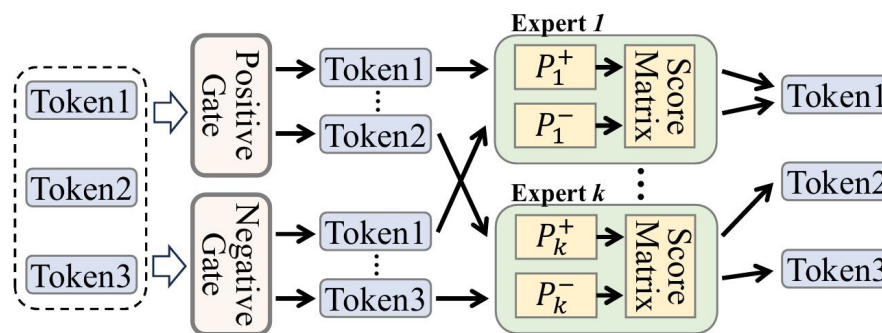 Token1
Token2
Token3
Positive Gate
Negative Gate
Token1
Token2
Token1
Token3
Expert 1
P₁⁺
P₁⁻
Score Matrix
Expert k
Pₖ⁺
Pₖ⁻
Score Matrix
Token1
Token2
Token3